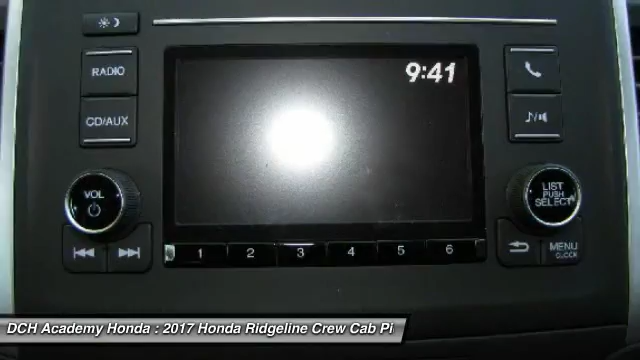 9:41
RADIO
CD/AUX
VOL
LIST
PUSH
SELECT
1 2 3 4 5 6
MENU
CLOCK
DCH Academy Honda : 2017 Honda Ridgeline Crew Cab Pi